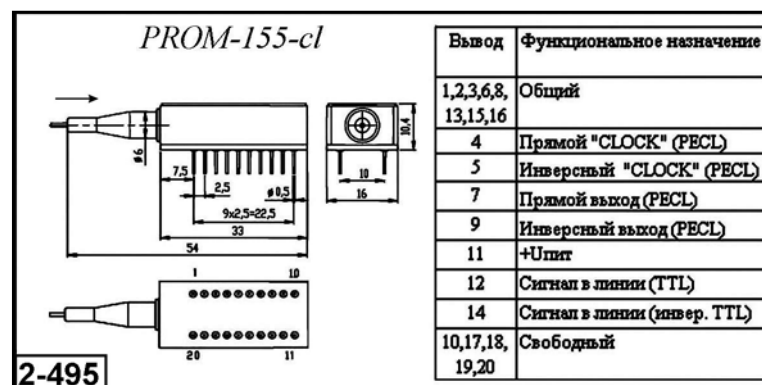 PROM-155-cl
10,4
ø6
7,5
2,5
ø0,5
10
9x2,5=22,5
16
33
54
1 10
20 11
2-495
Вывод Функциональное назначение
1,2,3,6,8, Общий
13,15,16
4 Прямой "CLOCK" (PECL)
5 Инверсный "CLOCK" (PECL)
7 Прямой выход (PECL)
9 Инверсный выход (PECL)
11 +Uпит
12 Сигнал в линии (TTL)
14 Сигнал в линии (инвер. TTL)
10,17,18, Свободный
19,20